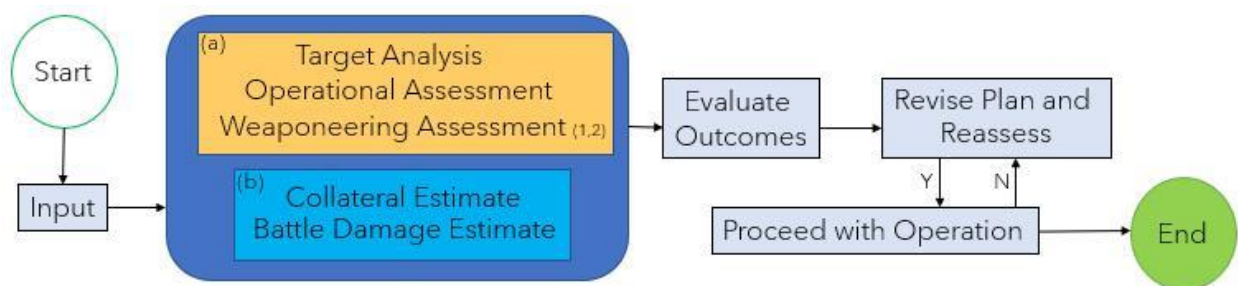 Start
Input
(a)
Target Analysis
Operational Assessment
Weaponeering Assessment (1,2)
(b)
Collateral Estimate
Battle Damage Estimate
Evaluate
Outcomes
Revise Plan and
Reassess
Y
N
Proceed with Operation
End